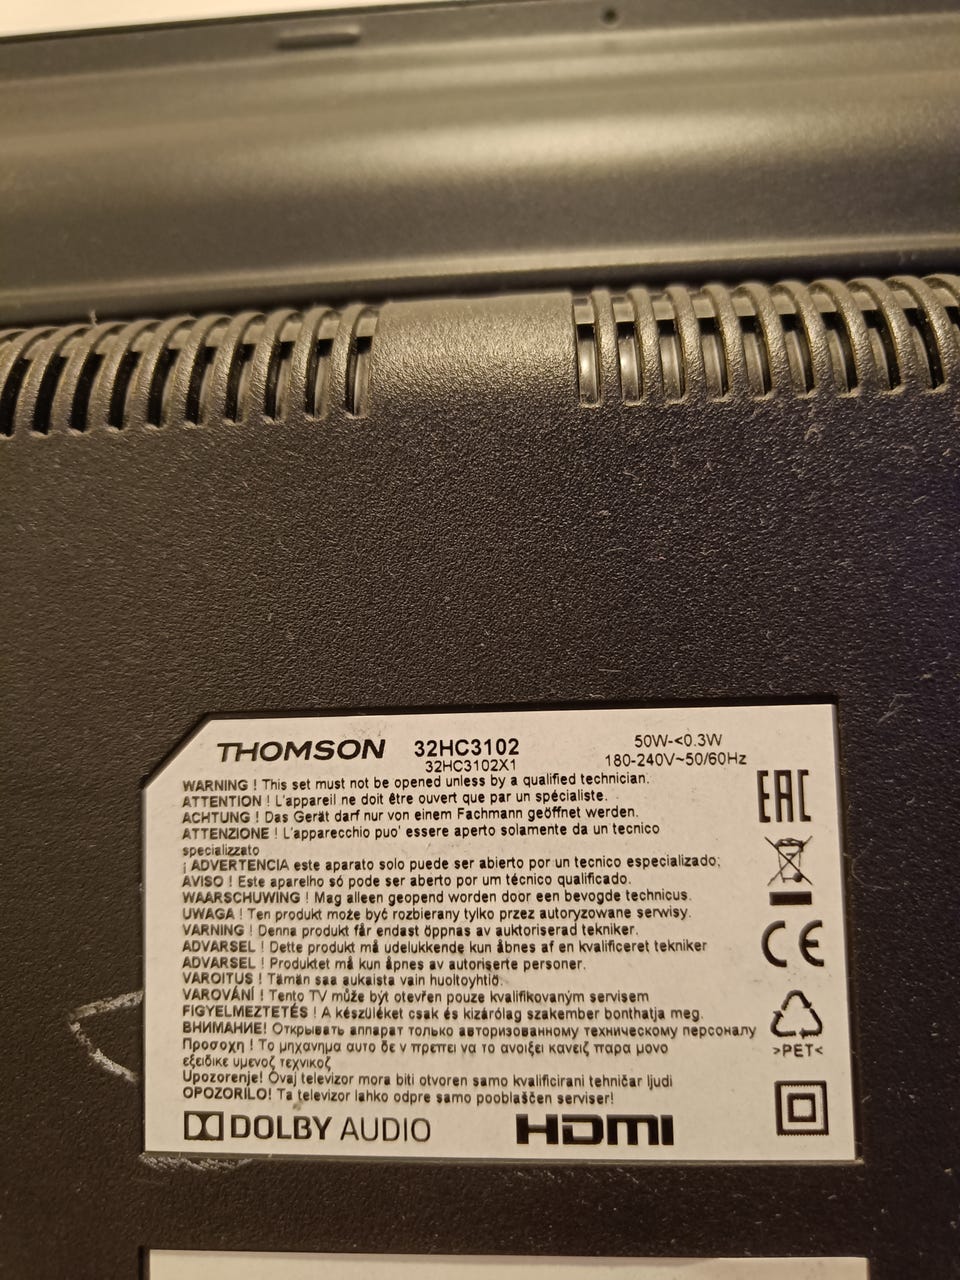 THOMSON 32HC3102 50W-<0.3W
32HC3102X1 180-240V~50/60Hz
WARNING ! This set must not be opened unless by a qualified technician.
ATTENTION ! L'appareil ne doit être ouvert que par un spécialiste.
ACHTUNG ! Das Gerät darf nur von einem Fachmann geöffnet werden.
ATTENZIONE ! L'apparecchio puo' essere aperto solamente da un tecnico
specializzato
¡ ADVERTENCIA este aparato solo puede ser abierto por un tecnico especializado;
AVISO ! Este aparelho só pode ser aberto por um técnico qualificado.
WAARSCHUWING ! Mag alleen geopend worden door een bevogde technicus.
UWAGA ! Ten produkt może być rozbierany tylko przez autoryzowane serwisy.
VARNING ! Denna produkt får endast öppnas av auktoriserad tekniker.
ADVARSEL ! Dette produkt må udelukkende kun åbnes af en kvalificeret tekniker
ADVARSEL ! Produktet må kun åpnes av autoriserte personer.
VAROITUS ! Tämän saa aukaista vain huoltoyhtiö.
VAROVÁNÍ ! Tento TV může být otevřen pouze kvalifikovaným servisem
FIGYELMEZTETÉS ! A készüléket csak és kizárólag szakember bonthatja meg.
ВНИМАНИЕ! Открывать аппарат только авторизованному техническому персоналу
Προσοχη ! Το μηχανημα αυτο δε ν πρεπει να το ανοιξει κανειζ παρα μονο
εξειδικε υμενοζ τεχνικοζ
Upozorenje! Ovaj televizor mora biti otvoren samo kvalificirani tehničar ljudi
OPOZORILO! Ta televizor lahko odpre samo pooblaščen serviser!
DOLBY AUDIO HDMI
EAC
CE
>PET<